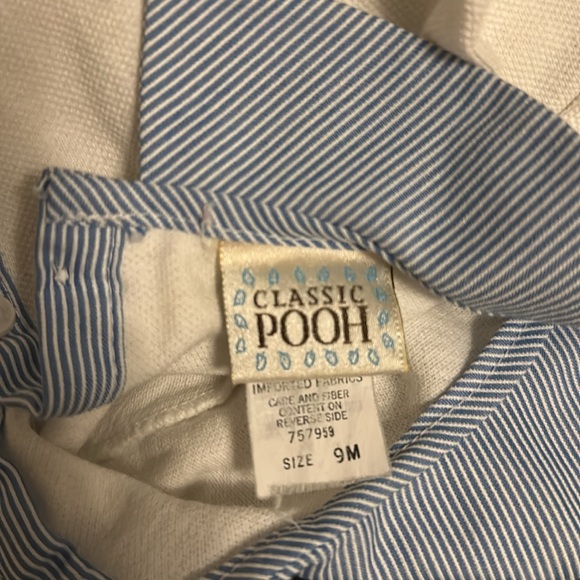 CLASSIC
POOH
IMPORTED FABRICS
CARE AND FIBER
CONTENT ON
REVERSE SIDE
757959
SIZE 9M